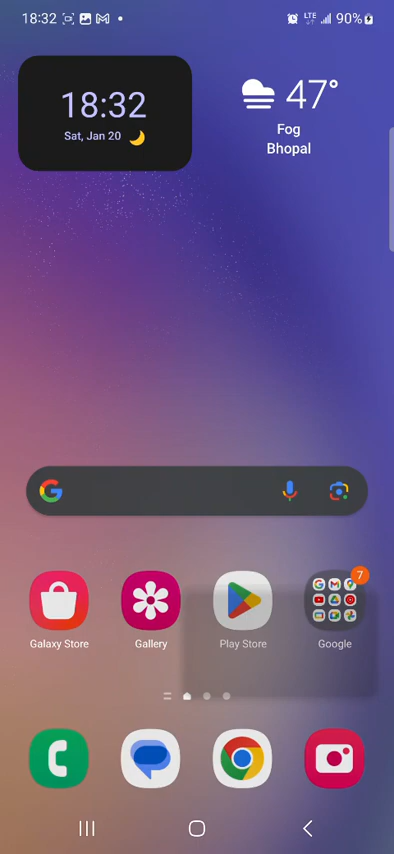 18:32
LTE
90%
18:32
Sat, Jan 20
47°
Fog
Bhopal
7
Galaxy Store
Gallery
Play Store
Google